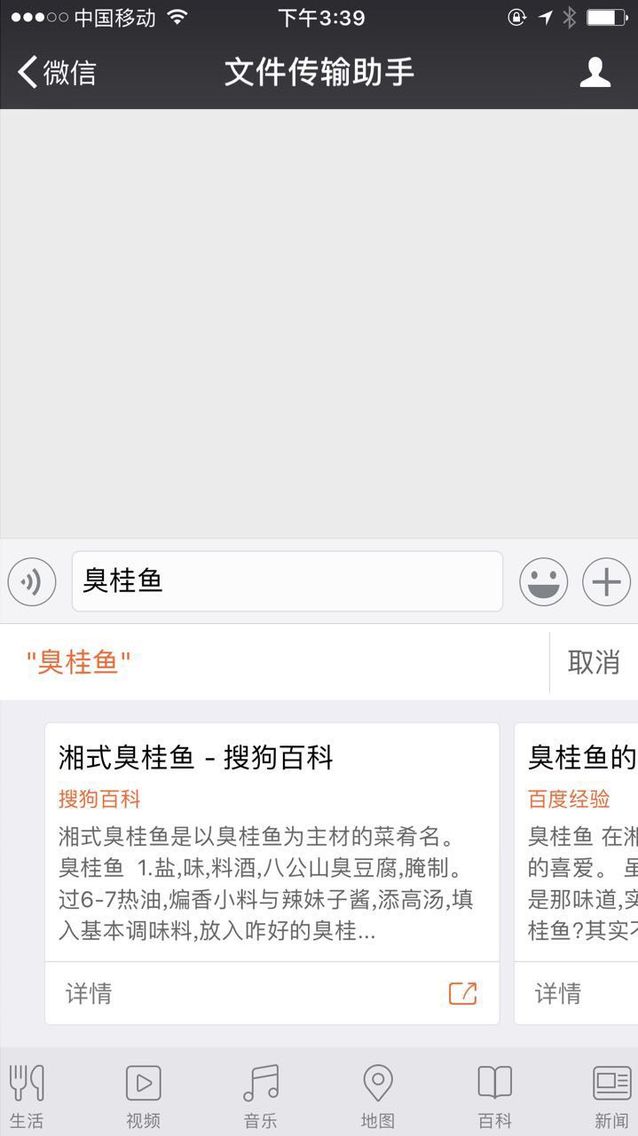 中国移动 下午3:39
微信 文件传输助手
臭桂鱼
"臭桂鱼" 取消
湘式臭桂鱼 - 搜狗百科
搜狗百科
湘式臭桂鱼是以臭桂鱼为主材的菜肴名。
臭桂鱼 1.盐,味,料酒,八公山臭豆腐,腌制。
过6-7热油,煸香小料与辣妹子酱,添高汤,填
入基本调味料,放入咋好的臭桂...
详情
臭桂鱼的
百度经验
臭桂鱼 在湘
的喜爱。 虽
是那味道,实
桂鱼?其实不
详情
生活 视频 音乐 地图 百科 新闻